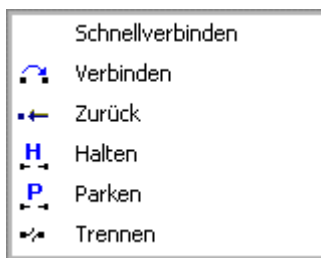 Schnellverbinden
Verbinden
Zurück
H Halten
P Parken
Trennen